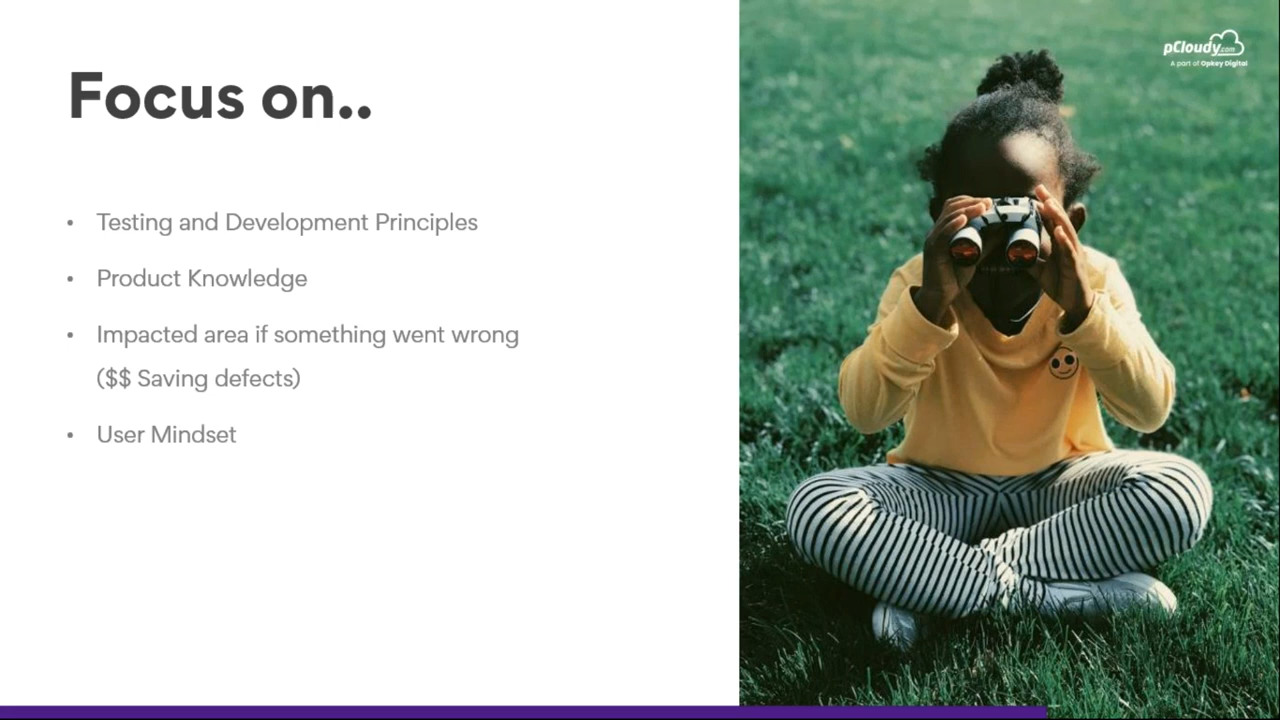 Focus on..
• Testing and Development Principles
• Product Knowledge
• Impacted area if something went wrong
($$ Saving defects)
• User Mindset
pCloudy.com
A part of Opkey Digital